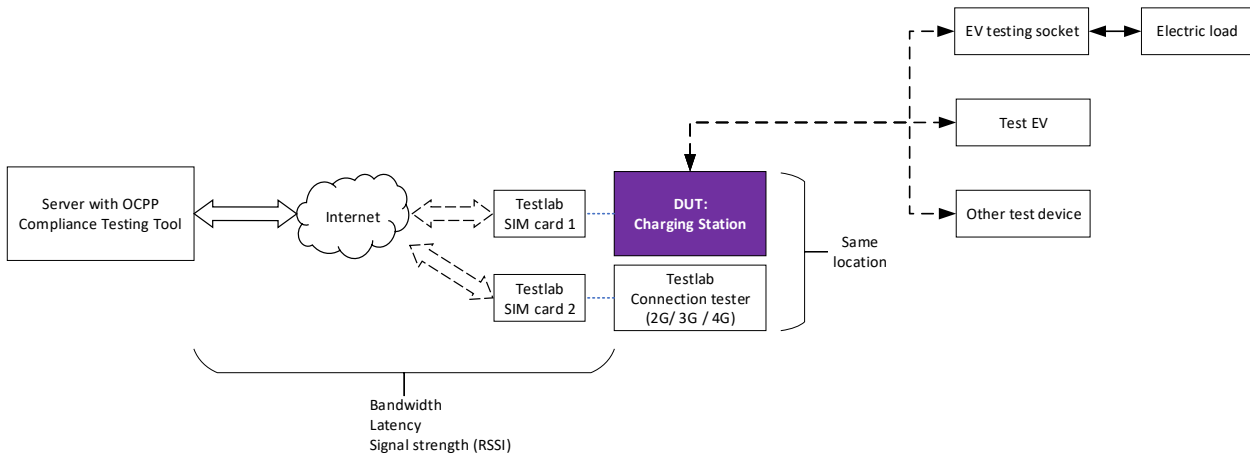 EV testing socket
Electric load
Test EV
Other test device
Server with OCPP
Compliance Testing Tool
Internet
Testlab
SIM card 1
DUT:
Charging Station
Same
location
Testlab
SIM card 2
Testlab
Connection tester
(2G/ 3G / 4G)
Bandwidth
Latency
Signal strength (RSSI)